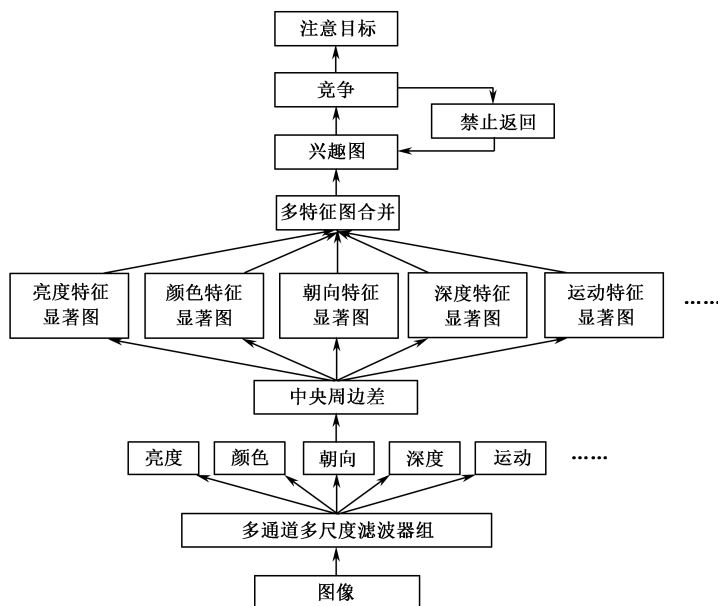 注意目标
竞争
禁止返回
兴趣图
多特征图合并
亮度特征
显著图
颜色特征
显著图
朝向特征
显著图
深度特征
显著图
运动特征
显著图
……
中央周边差
亮度
颜色
朝向
深度
运动
……
多通道多尺度滤波器组
图像